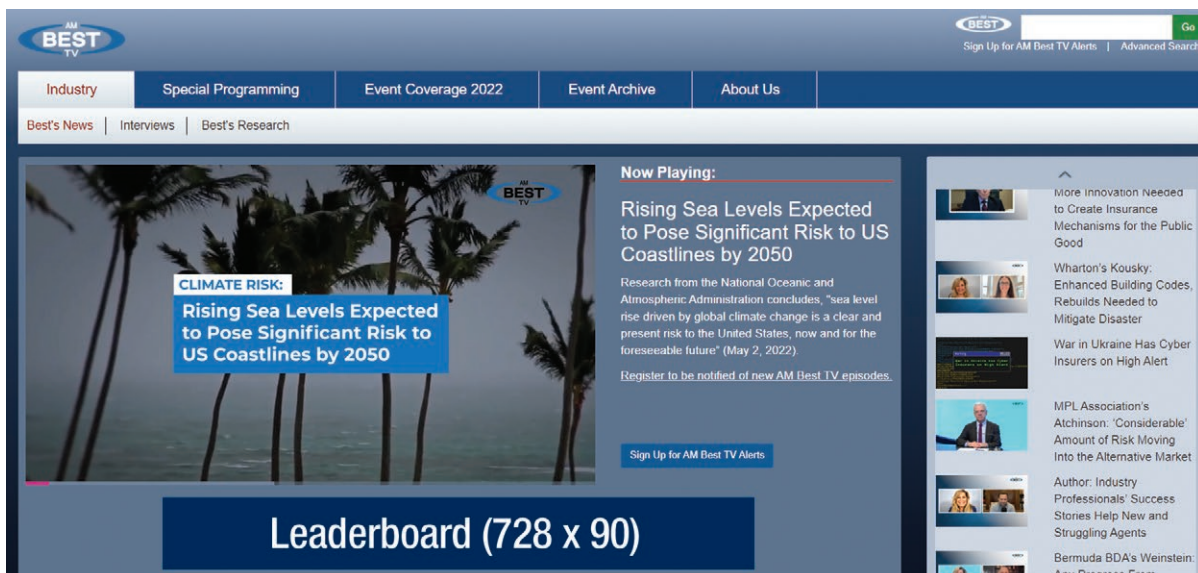 AM
BEST
TV
BEST
Go
Sign Up for AM Best TV Alerts | Advanced Search
Industry
Special Programming
Event Coverage 2022
Event Archive
About Us
Best's News | Interviews | Best's Research
AM
BEST
TV
CLIMATE RISK:
Rising Sea Levels Expected
to Pose Significant Risk to
US Coastlines by 2050
Now Playing:
Rising Sea Levels Expected
to Pose Significant Risk to US
Coastlines by 2050
Research from the National Oceanic and
Atmospheric Administration concludes, "sea level
rise driven by global climate change is a clear and
present risk to the United States, now and for the
foreseeable future" (May 2, 2022).
Register to be notified of new AM Best TV episodes.
Sign Up for AM Best TV Alerts
Leaderboard (728 x 90)
More Innovation Needed
to Create Insurance
Mechanisms for the Public
Good
Wharton's Kousky:
Enhanced Building Codes,
Rebuilds Needed to
Mitigate Disaster
War in Ukraine Has Cyber
Insurers on High Alert
MPL Association's
Atchinson: 'Considerable'
Amount of Risk Moving
Into the Alternative Market
Author: Industry
Professionals' Success
Stories Help New and
Struggling Agents
Bermuda BDA's Weinstein:
Any Progress From